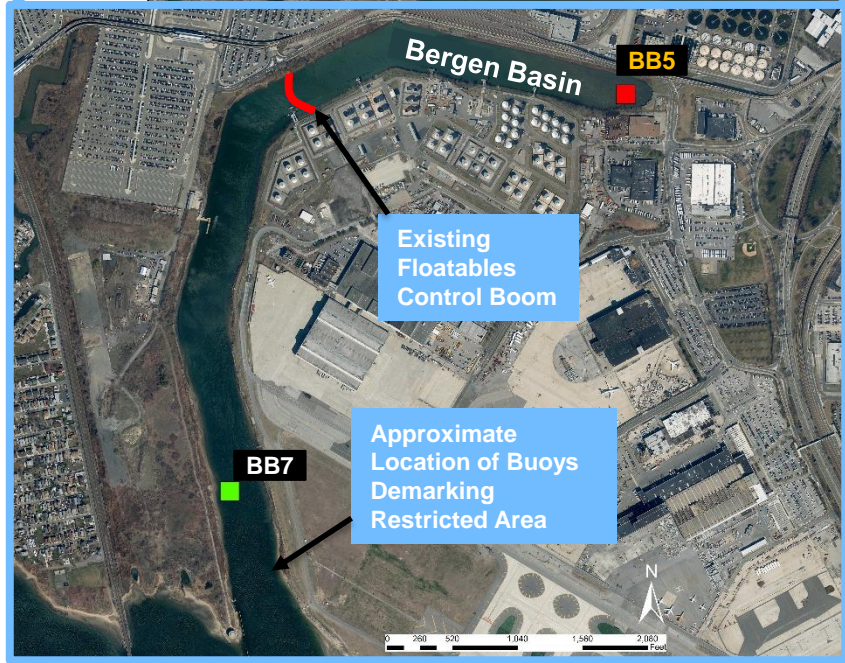 Bergen Basin
BB5
Existing
Floatables
Control Boom
Approximate
Location of Buoys
Demarking
Restricted Area
BB7
N
0 260 520 1,040 1,560 2,080
Feet